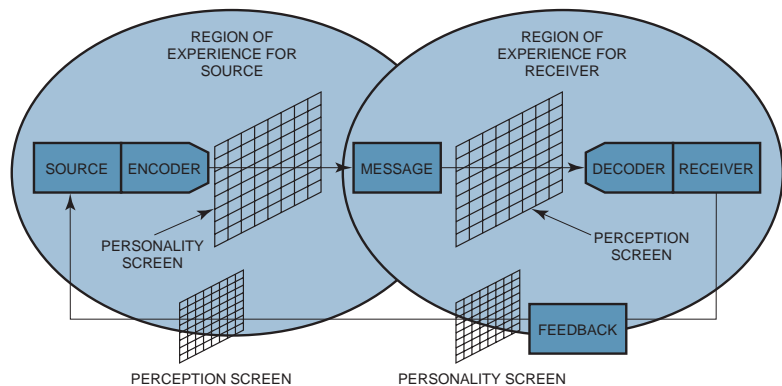 REGION OF
EXPERIENCE FOR
SOURCE
REGION OF
EXPERIENCE FOR
RECEIVER
SOURCE
ENCODER
MESSAGE
DECODER
RECEIVER
PERSONALITY
SCREEN
PERCEPTION
SCREEN
FEEDBACK
PERCEPTION SCREEN
PERSONALITY SCREEN